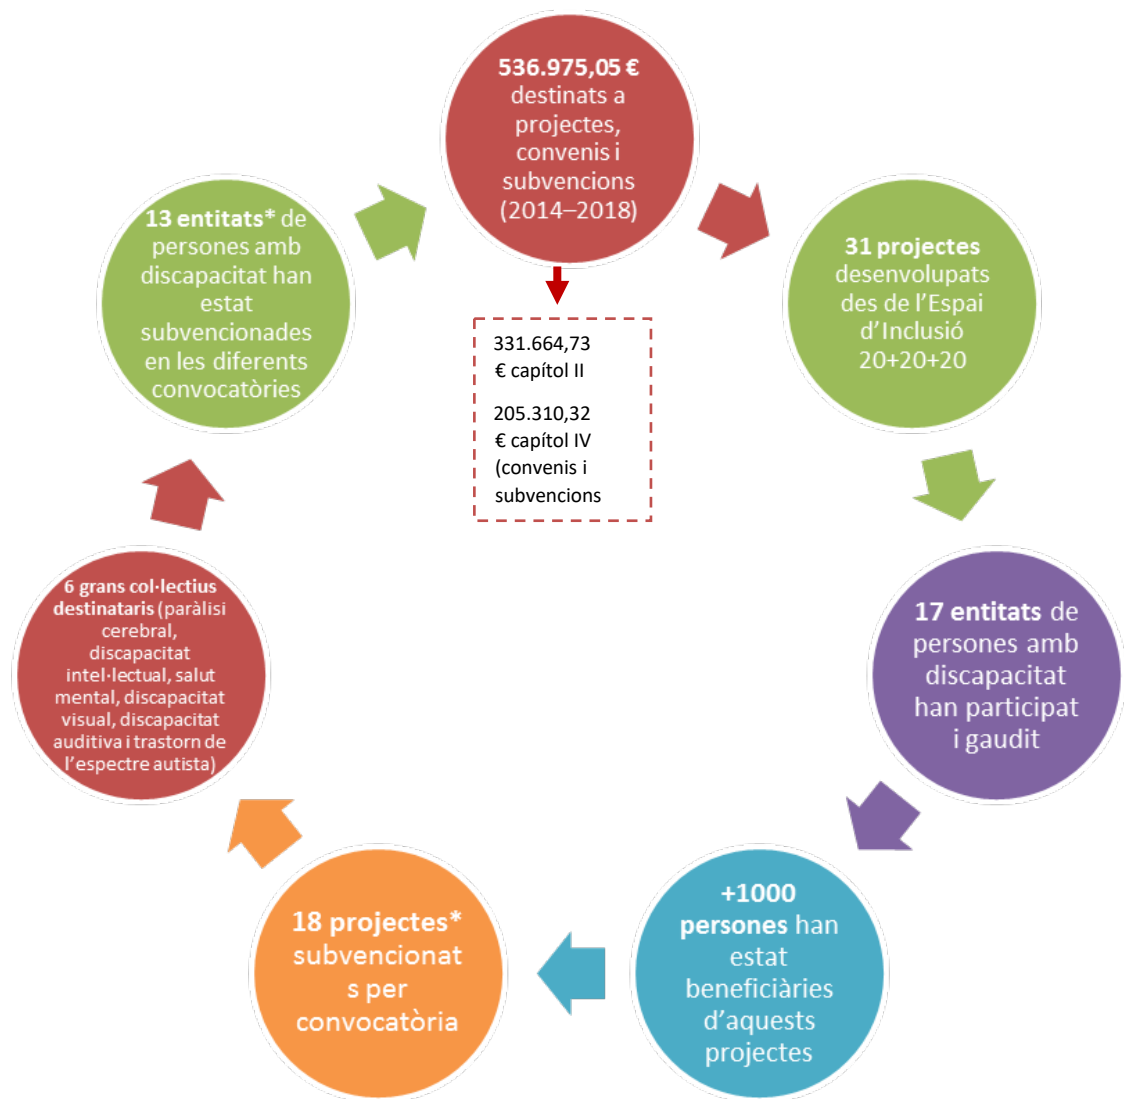 536.975,05 €
destinats a
projectes,
convenis i
subvencions
(2014–2018)
331.664,73
€ capítol II
205.310,32
€ capítol IV
(convenis i
subvencions
31 projectes
desenvolupats
des de l’Espai
d’Inclusió
20+20+20
17 entitats de
persones amb
discapacitat
han participat
i gaudit
+1000
persones han
estat
beneficiàries
d’aquests
projectes
18 projectes*
subvencionat
s per
convocatòria
6 grans col·lectius
destinataris (paràlisi
cerebral,
discapacitat
intel·lectual, salut
mental, discapacitat
visual, discapacitat
auditiva i trastorn de
l’espectre autista)
13 entitats* de
persones amb
discapacitat han
estat
subvencionades
en les diferents
convocatòries